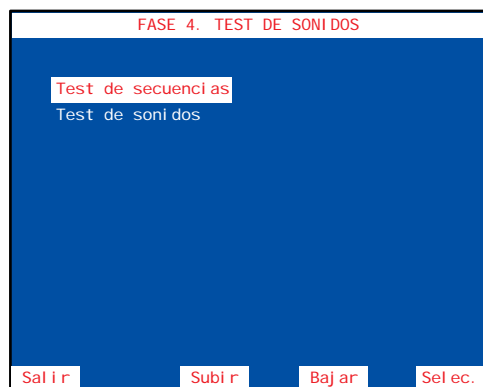 FASE 4. TEST DE SONIDOS
Test de secuencias
Test de sonidos
Salir Subir Bajar Selec.